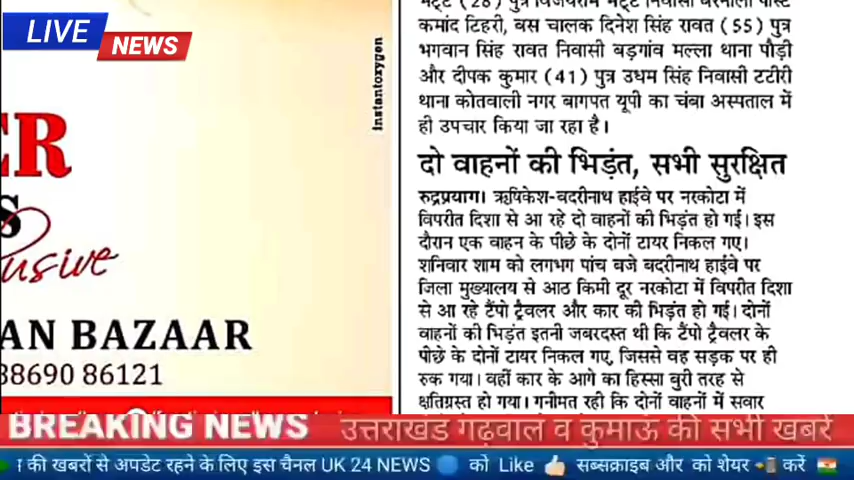 LIVE
NEWS
ER
S
usive
AN BAZAAR
38690 86121
Instantoxygen
भट्ट (28) पुत्र विजयराम भट्ट निवासी चरनोली पोस्ट
कमांद टिहरी, बस चालक दिनेश सिंह रावत (55) पुत्र
भगवान सिंह रावत निवासी बड़गांव मल्ला थाना पौड़ी
और दीपक कुमार (41) पुत्र उधम सिंह निवासी टटीरी
थाना कोतवाली नगर बागपत यूपी का चंबा अस्पताल में
ही उपचार किया जा रहा है।
दो वाहनों की भिड़ंत, सभी सुरक्षित
रुद्रप्रयाग। ऋषिकेश-बदरीनाथ हाईवे पर नरकोटा में
विपरीत दिशा से आ रहे दो वाहनों की भिड़ंत हो गई। इस
दौरान एक वाहन के पीछे के दोनों टायर निकल गए।
शनिवार शाम को लगभग पांच बजे बदरीनाथ हाईवे पर
जिला मुख्यालय से आठ किमी दूर नरकोटा में विपरीत दिशा
से आ रहे टैंपो ट्रैवलर और कार की भिड़ंत हो गई। दोनों
वाहनों की भिड़ंत इतनी जबरदस्त थी कि टैंपो ट्रैवलर के
पीछे के दोनों टायर निकल गए, जिससे वह सड़क पर ही
रुक गया। वहीं कार के आगे का हिस्सा बुरी तरह से
क्षतिग्रस्त हो गया। गनीमत रही कि दोनों वाहनों में सवार
BREAKING NEWS उत्तराखंड गढ़वाल व कुमाऊं की सभी खबरें
की खबरों से अपडेट रहने के लिए इस चैनल UK 24 NEWS को Like सब्सक्राइब और को शेयर करें